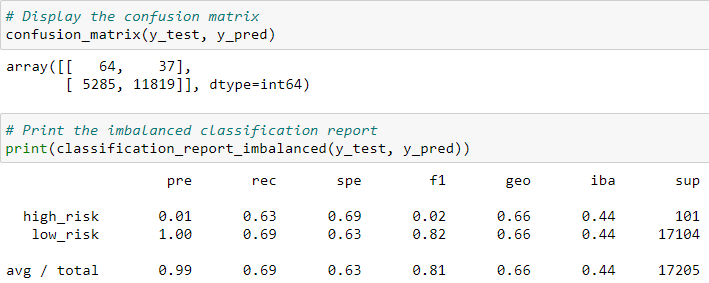 # Display the confusion matrix
confusion_matrix(y_test, y_pred)
array([[   64,    37],
       [ 5285, 11819]], dtype=int64)
# Print the imbalanced classification report
print(classification_report_imbalanced(y_test, y_pred))
                   pre       rec       spe        f1       geo       iba       sup
  high_risk       0.01      0.63      0.69      0.02      0.66      0.44       101
   low_risk       1.00      0.69      0.63      0.82      0.66      0.44     17104
avg / total       0.99      0.69      0.63      0.81      0.66      0.44     17205